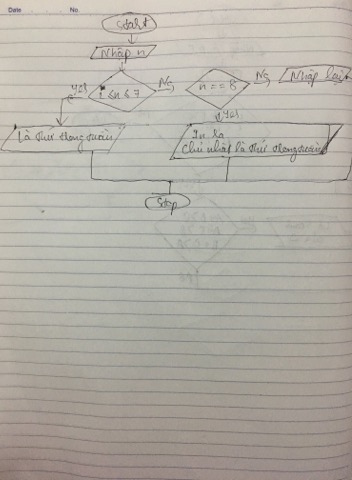 Date No.
Start
Nhập n
Yes
2 ≤ n ≤ 7
No
n == 8
No
Nhập lại
Yes
Là thứ trong tuần
In ra
Chủ nhật là thứ trong tuần
Stop